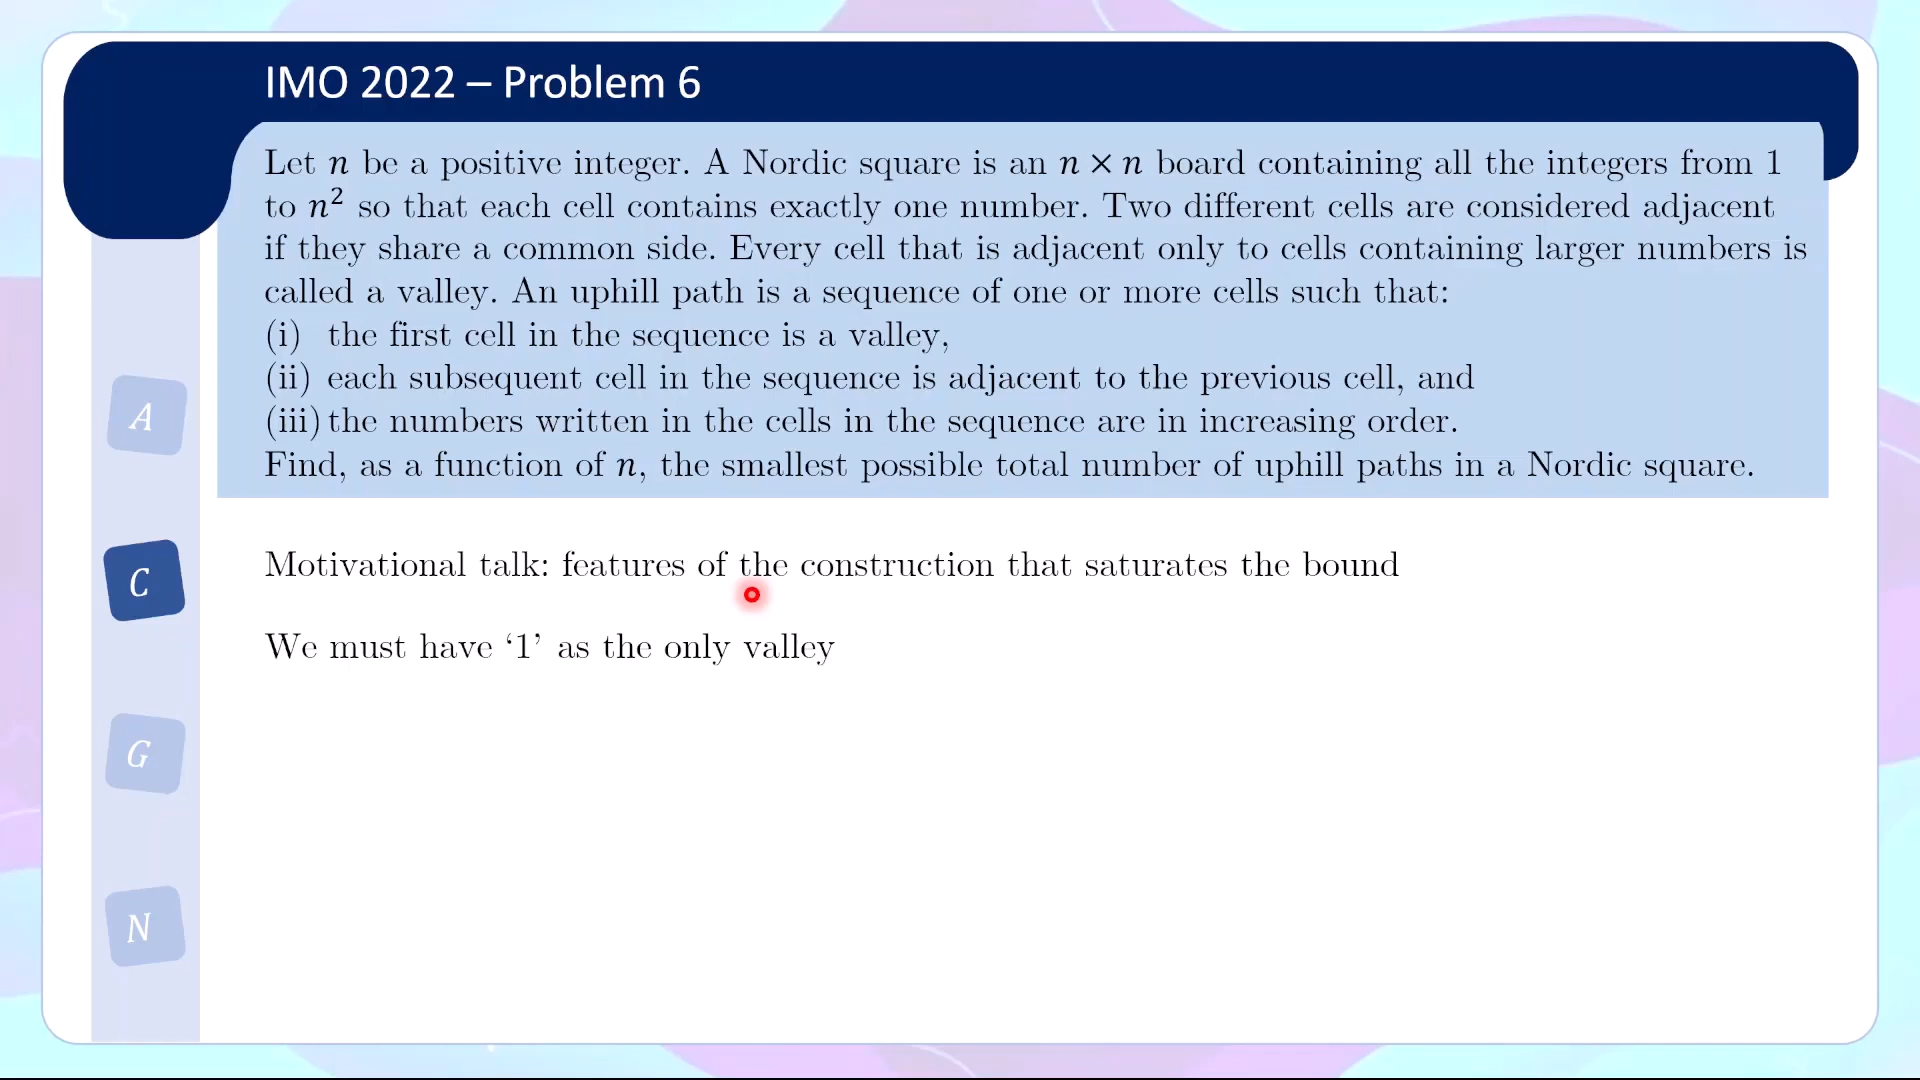 IMO 2022 – Problem 6
Let n be a positive integer. A Nordic square is an n × n board containing all the integers from 1
to n² so that each cell contains exactly one number. Two different cells are considered adjacent
if they share a common side. Every cell that is adjacent only to cells containing larger numbers is
called a valley. An uphill path is a sequence of one or more cells such that:
(i) the first cell in the sequence is a valley,
(ii) each subsequent cell in the sequence is adjacent to the previous cell, and
(iii) the numbers written in the cells in the sequence are in increasing order.
Find, as a function of n, the smallest possible total number of uphill paths in a Nordic square.
A
C
G
N
Motivational talk: features of the construction that saturates the bound
We must have ‘1’ as the only valley